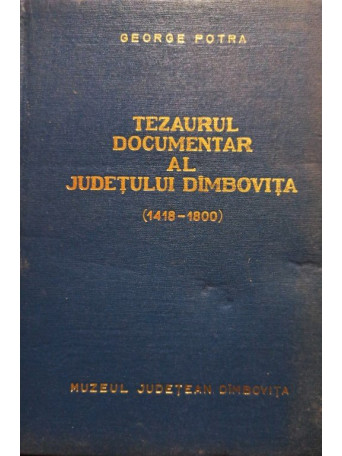 GEORGE POTRA
TEZAURUL
DOCUMENTAR
AL
JUDEȚULUI DÎMBOVIȚA
(1418-1800)
MUZEUL JUDEȚEAN DÎMBOVIȚA